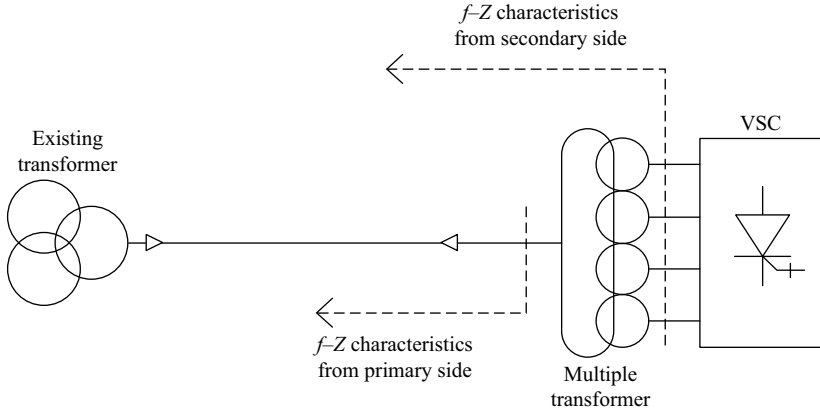 f–Z characteristics
from secondary side
VSC
Existing
transformer
f–Z characteristics
from primary side
Multiple
transformer